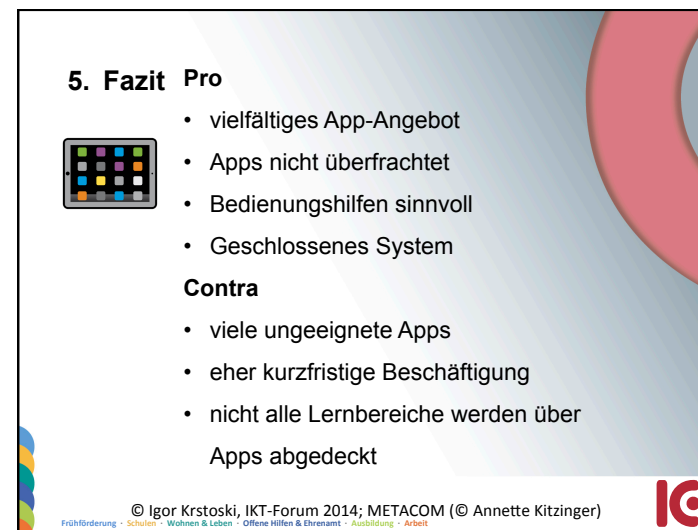 5. Fazit
Pro
• vielfältiges App-Angebot
• Apps nicht überfrachtet
• Bedienungshilfen sinnvoll
• Geschlossenes System
Contra
• viele ungeeignete Apps
• eher kurzfristige Beschäftigung
• nicht alle Lernbereiche werden über
Apps abgedeckt
© Igor Krstoski, IKT-Forum 2014; METACOM (© Annette Kitzinger)
Frühförderung · Schulen · Wohnen & Leben · Offene Hilfen & Ehrenamt · Ausbildung · Arbeit